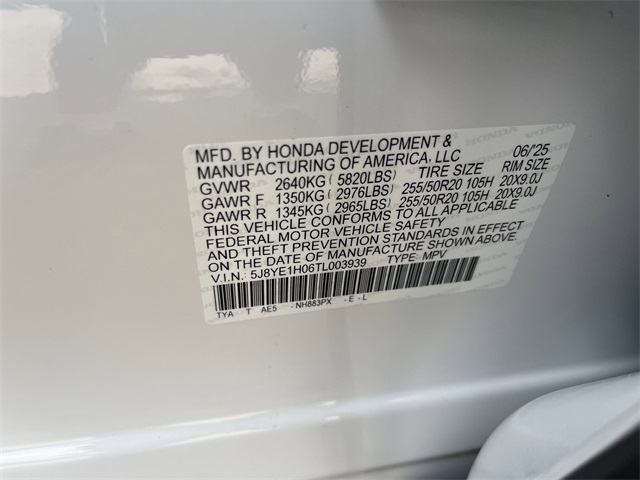 MFD. BY HONDA DEVELOPMENT & 06/'25
MANUFACTURING OF AMERICA, LLC
GVWR 2640KG ( 5820LBS) TIRE SIZE RIM SIZE
GAWR F 1350KG ( 2976LBS) 255/50R20 105H 20X9.0J
GAWR R 1345KG ( 2965LBS) 255/50R20 105H 20X9.0J
THIS VEHICLE CONFORMS TO ALL APPLICABLE
FEDERAL MOTOR VEHICLE SAFETY
AND THEFT PREVENTION STANDARDS IN EFFECT
ON THE DATE OF MANUFACTURE SHOWN ABOVE.
V.I.N.: 5J8YE1H06TL003939 TYPE: MPV
TYA T AE5 - NH883PX - E - L